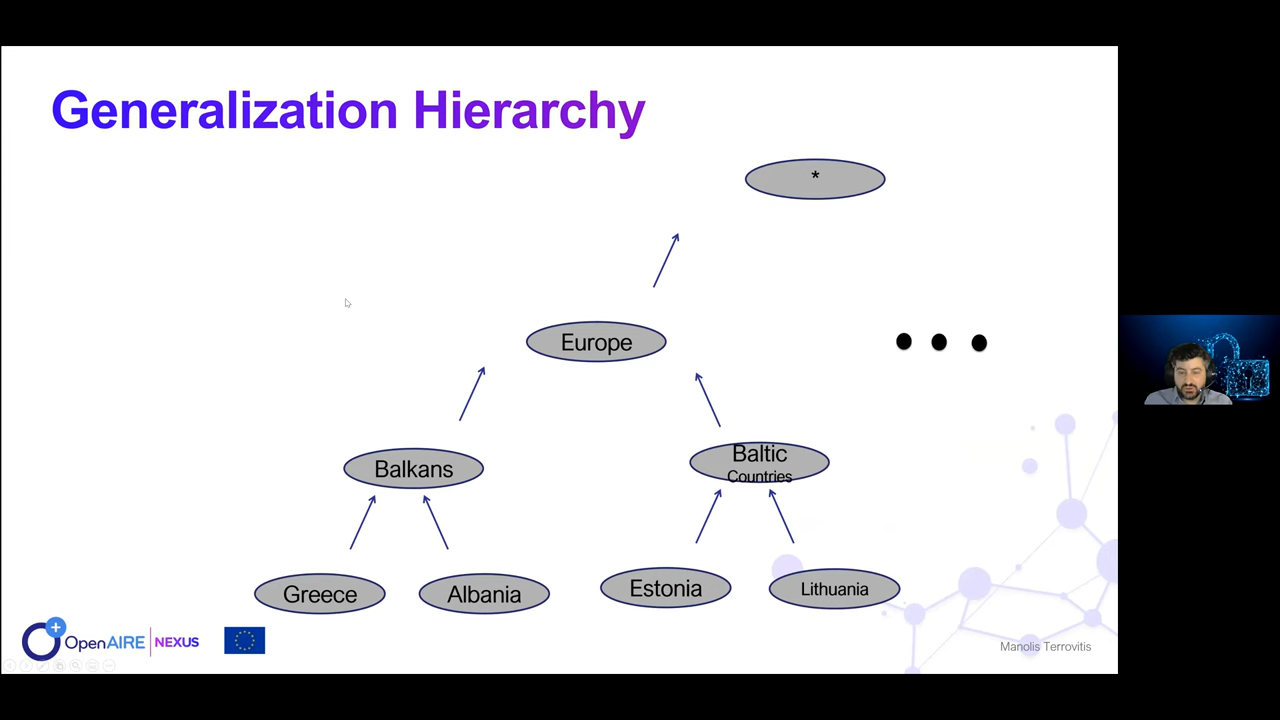 Generalization Hierarchy
*
Europe
Balkans
Baltic
Countries
Greece
Albania
Estonia
Lithuania
OpenAIRE NEXUS
Manolis Terrovitis